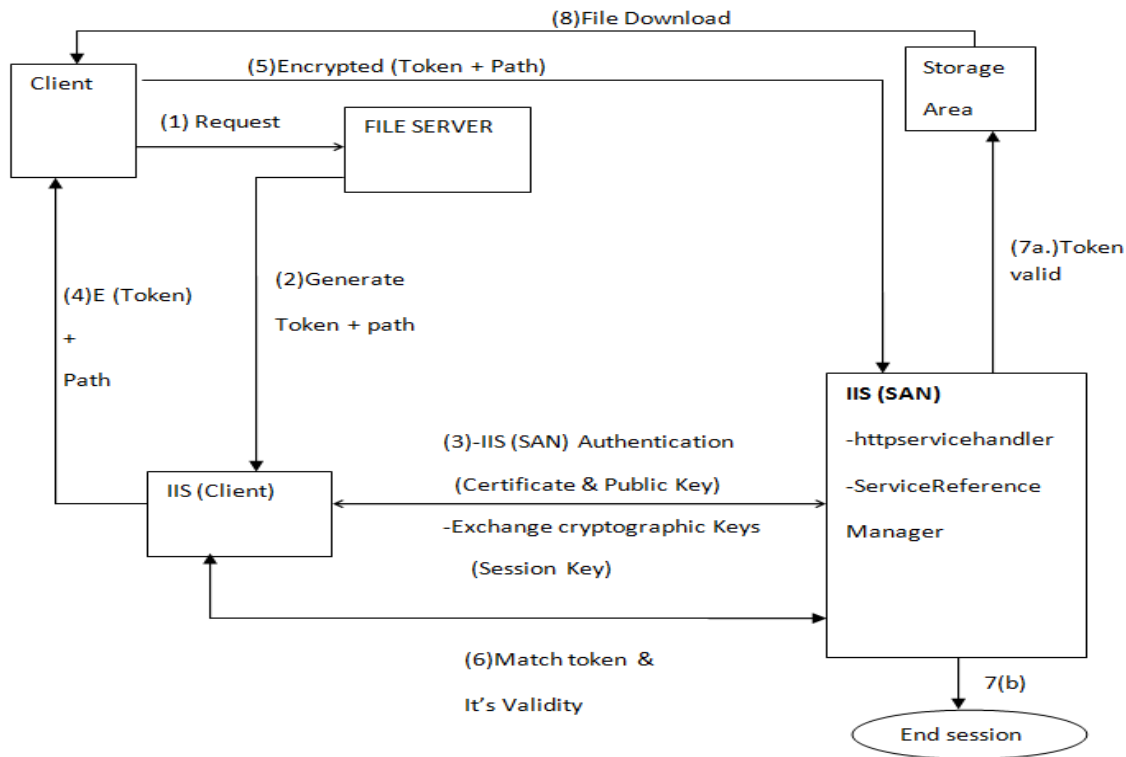 (8)File Download
(5)Encrypted (Token + Path)
Client
Storage
Area
(1) Request
FILE SERVER
(7a.)Token
valid
(2)Generate
Token + path
(4)E (Token)
+
Path
IIS (SAN)
-httpservicehandler
-ServiceReference
Manager
(3)-IIS (SAN) Authentication
(Certificate & Public Key)
-Exchange cryptographic Keys
(Session Key)
IIS (Client)
(6)Match token &
It's Validity
7(b)
End session